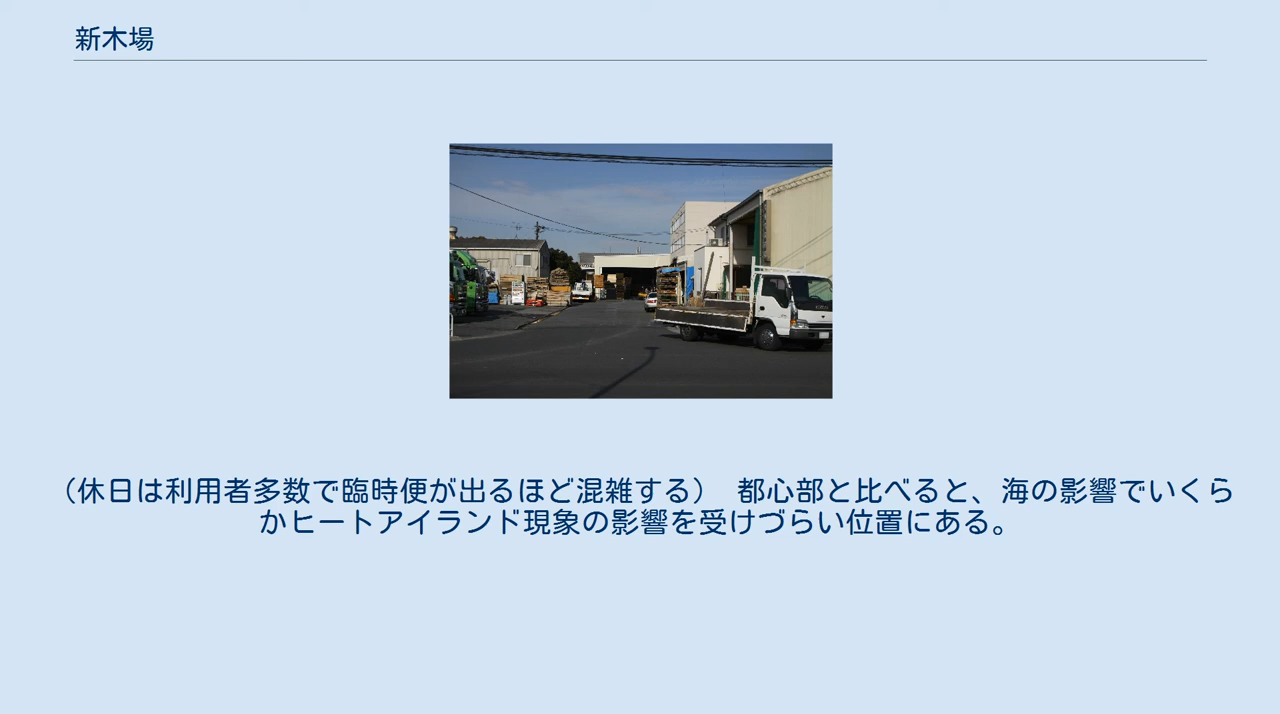 新木場
（休日は利用者多数で臨時便が出るほど混雑する）　都心部と比べると、海の影響でいくら
かヒートアイランド現象の影響を受けづらい位置にある。